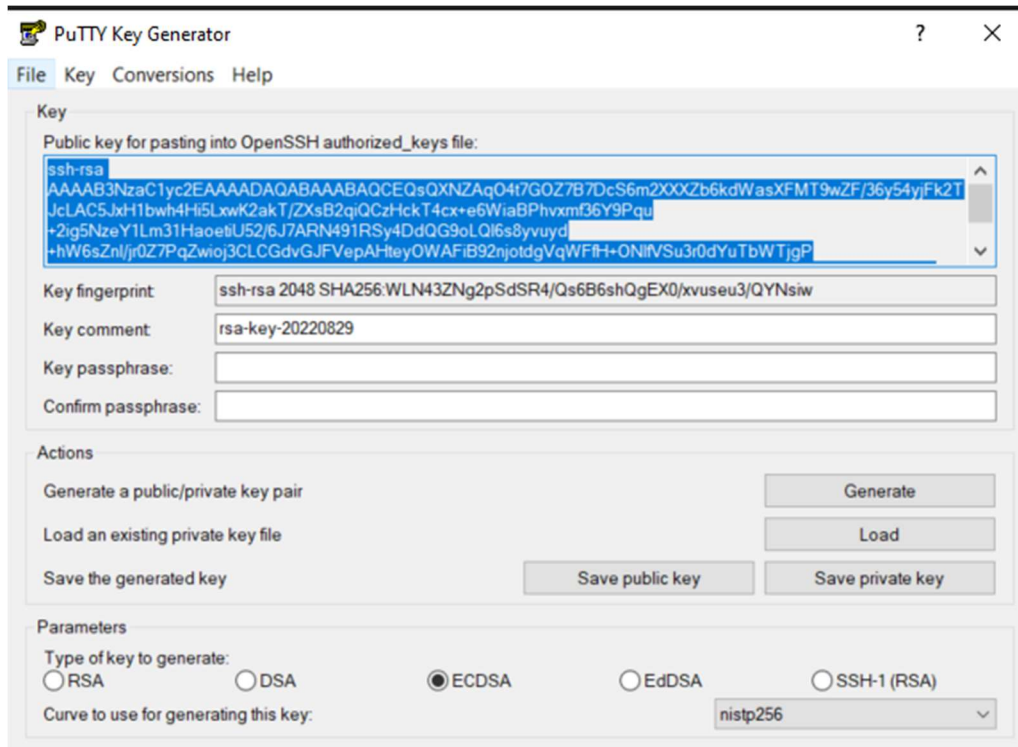 PuTTY Key Generator ? ×
File Key Conversions Help
Key
Public key for pasting into OpenSSH authorized_keys file:
ssh-rsa
AAAAB3NzaC1yc2EAAAADAQABAAABAQCEQsQXNZAqO4t7GOZ7B7DcS6m2XXXZb6kdWasXFMT9wZF/36y54yjFk2T
JcLAC5JxH1bwh4Hi5LxwK2akT/ZXsB2qiQCzHckT4cx+e6WiaBPhvxmf36Y9Pqu
+2ig5NzeY1Lm31HaoetiU52/6J7ARN491RSy4DdQG9oLQl6s8yvuyd
+hW6sZnl/jr0Z7PqZwioj3CLCGdvGJFVepAHteyOWAFiB92njotdgVqWFfH+ONlfVSu3r0dYuTbWTjgP
Key fingerprint: ssh-rsa 2048 SHA256:WLN43ZNg2pSdSR4/Qs6B6shQgEX0/xvuseu3/QYNsiw
Key comment: rsa-key-20220829
Key passphrase:
Confirm passphrase:
Actions
Generate a public/private key pair Generate
Load an existing private key file Load
Save the generated key Save public key Save private key
Parameters
Type of key to generate:
RSA DSA ECDSA EdDSA SSH-1 (RSA)
Curve to use for generating this key: nistp256